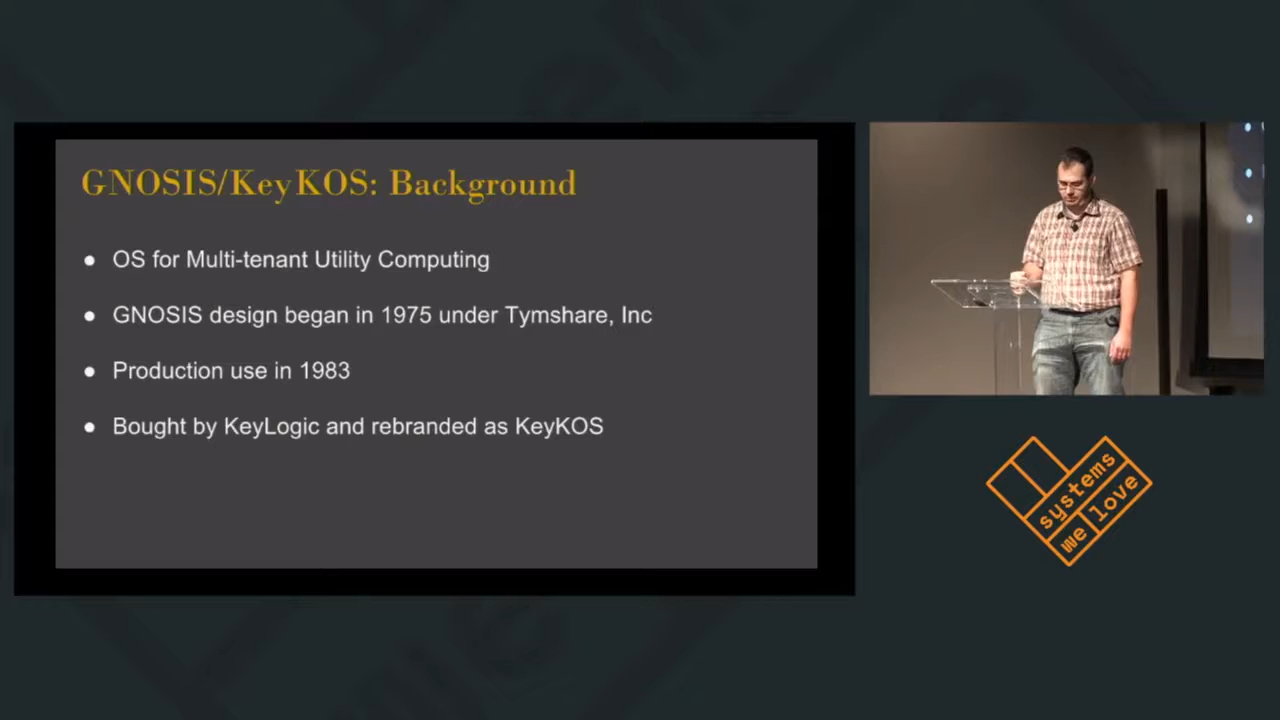 GNOSIS/KeyKOS: Background
● OS for Multi-tenant Utility Computing
● GNOSIS design began in 1975 under Tymshare, Inc
● Production use in 1983
● Bought by KeyLogic and rebranded as KeyKOS
systems
we love